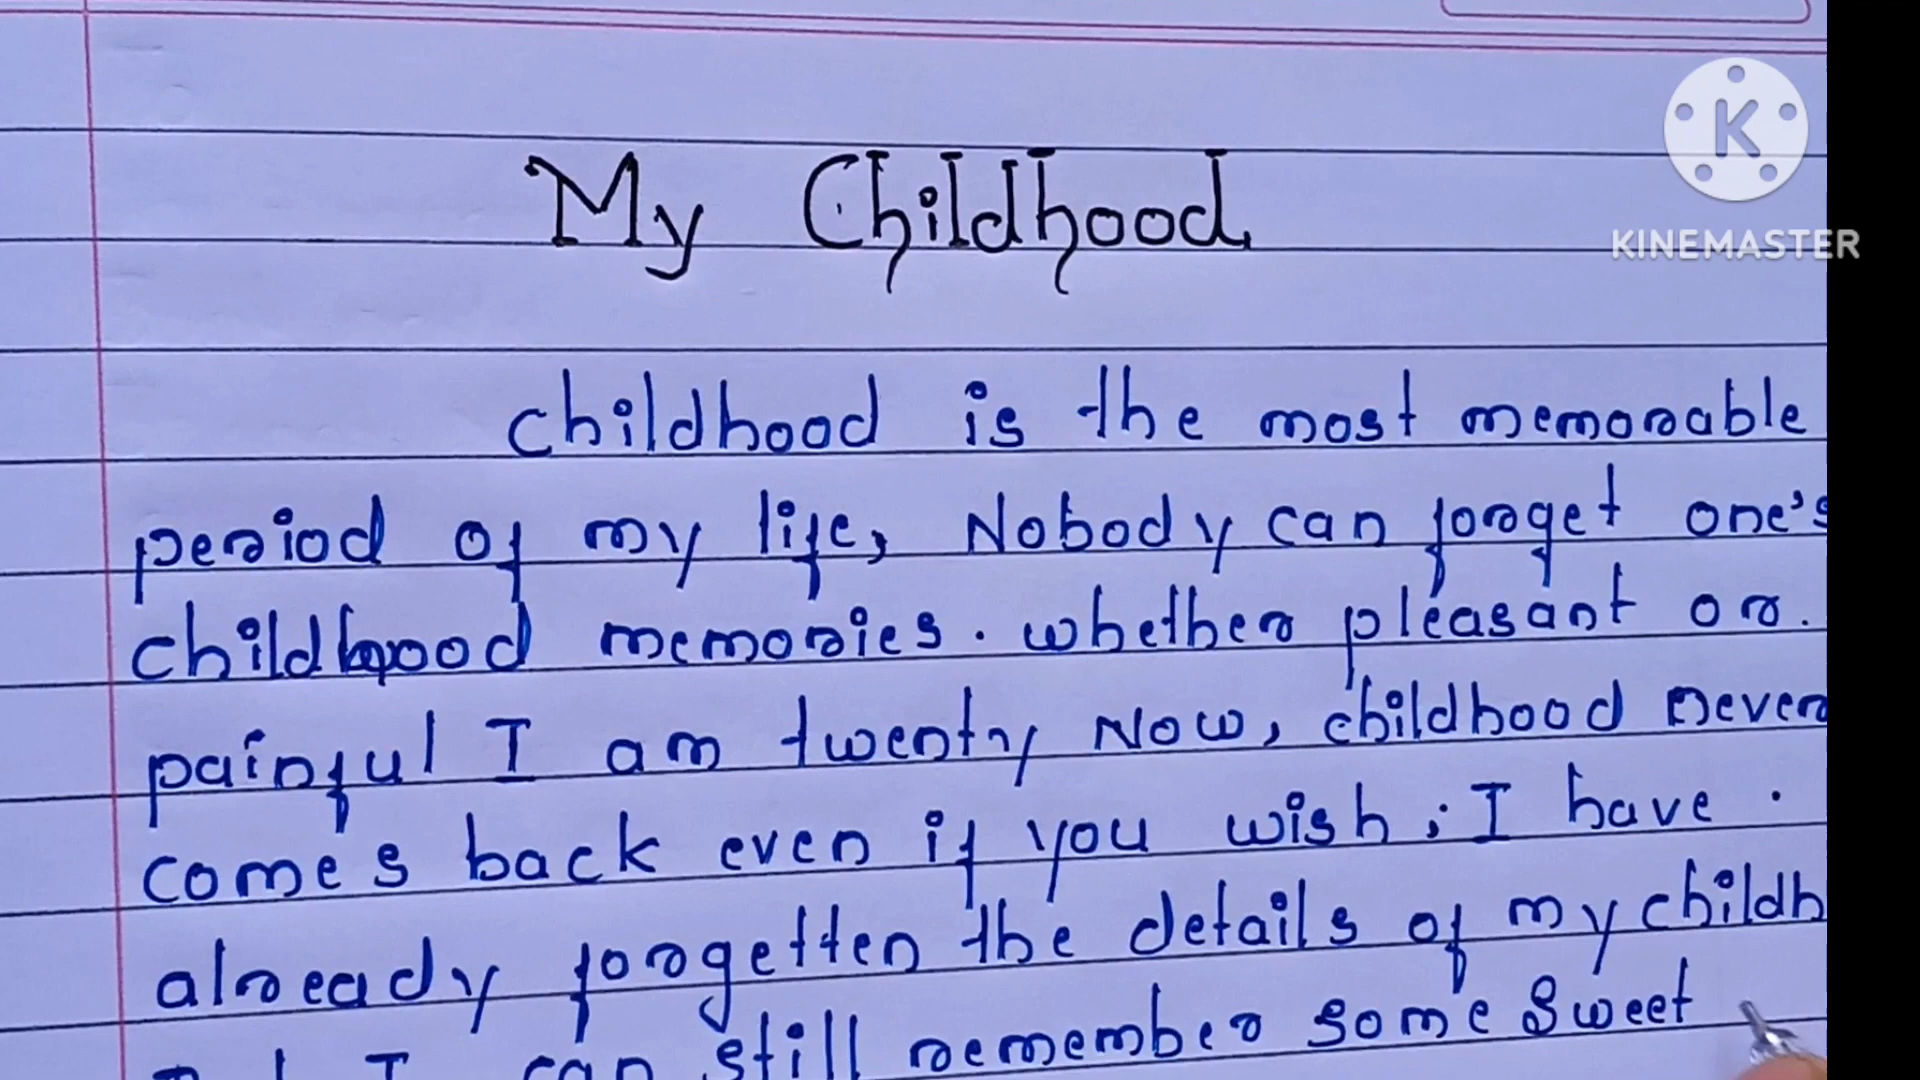 My Childhood
KINEMASTER
childhood is the most memorable
period of my life, Nobody can forget one's
childhood memories. whether pleasant or.
painful I am twenty Now, childhood never
comes back even if you wish; I have.
already forgetten the details of my childh
I can still remember some Sweet